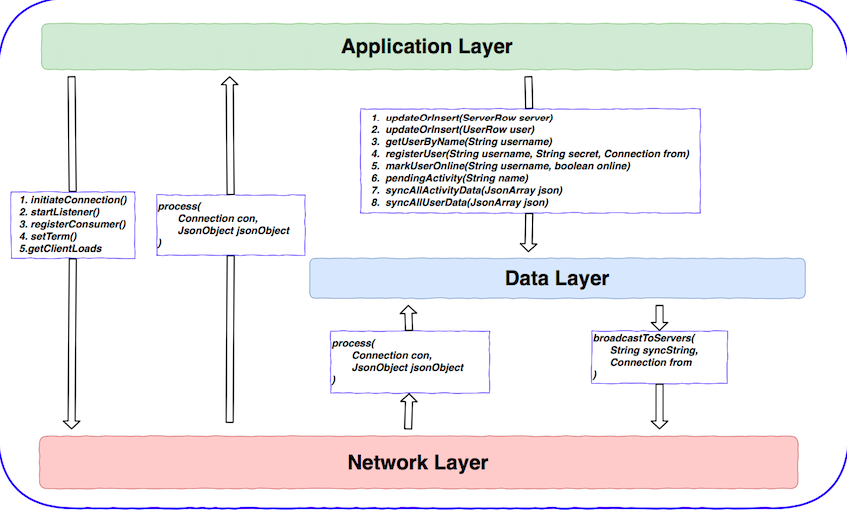 Application Layer
1. updateOrInsert(ServerRow server)
2. updateOrInsert(UserRow user)
3. getUserByName(String username)
4. registerUser(String username, String secret, Connection from)
5. markUserOnline(String username, boolean online)
6. pendingActivity(String name)
7. syncAllActivityData(JsonArray json)
8. syncAllUserData(JsonArray json)
1. initiateConnection()
2. startListener()
3. registerConsumer()
4. setTerm()
5.getClientLoads
process(
Connection con,
JsonObject jsonObject
)
Data Layer
process(
Connection con,
JsonObject jsonObject
)
broadcastToServers(
String syncString,
Connection from
)
Network Layer